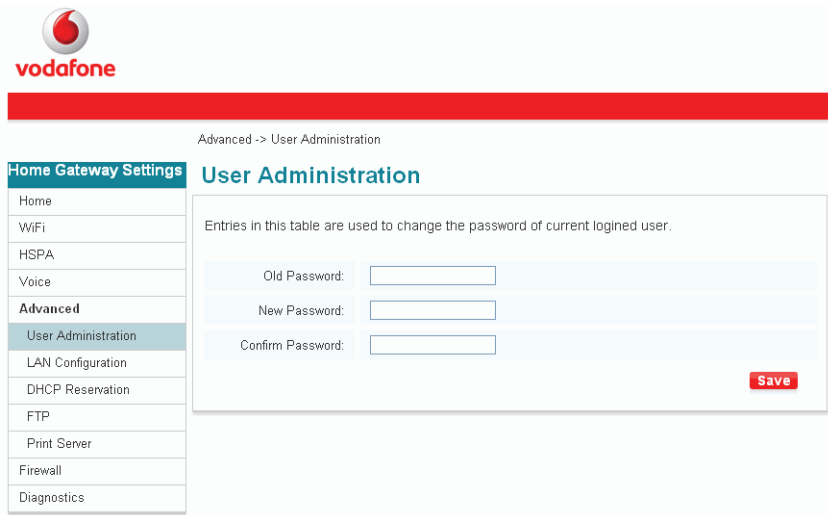 vodafone
Advanced -> User Administration
Home Gateway Settings
Home
WiFi
HSPA
Voice
Advanced
User Administration
LAN Configuration
DHCP Reservation
FTP
Print Server
Firewall
Diagnostics
User Administration
Entries in this table are used to change the password of current logined user.
Old Password:
New Password:
Confirm Password:
Save